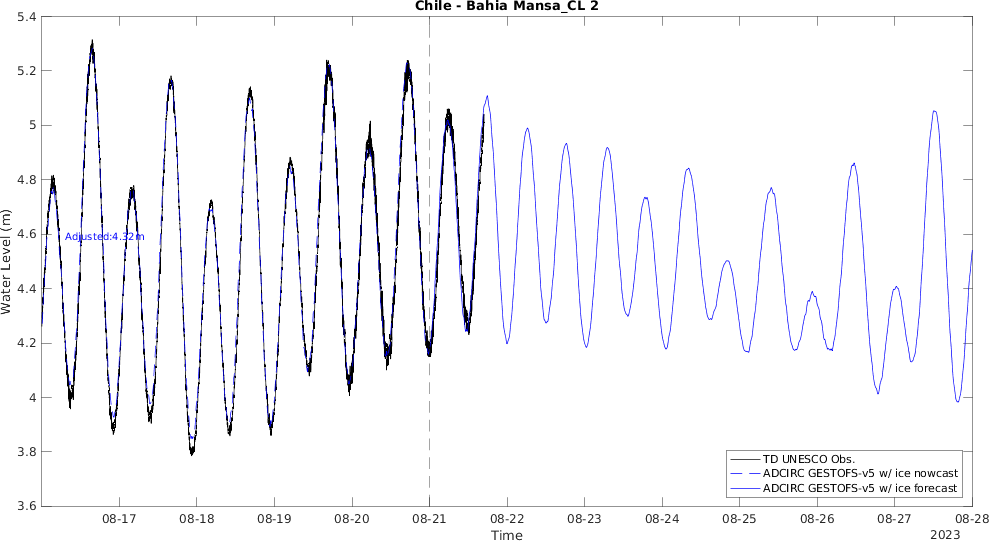 Chile - Bahia Mansa_CL 2
5.4
5.2
5
4.8
4.6
4.4
4.2
4
3.8
3.6
Water Level (m)
Adjusted:4.32m
TD UNESCO Obs.
ADCIRC GESTOFS-v5 w/ ice nowcast
ADCIRC GESTOFS-v5 w/ ice forecast
08-17 08-18 08-19 08-20 08-21 08-22 08-23 08-24 08-25 08-26 08-27 08-28
Time
2023